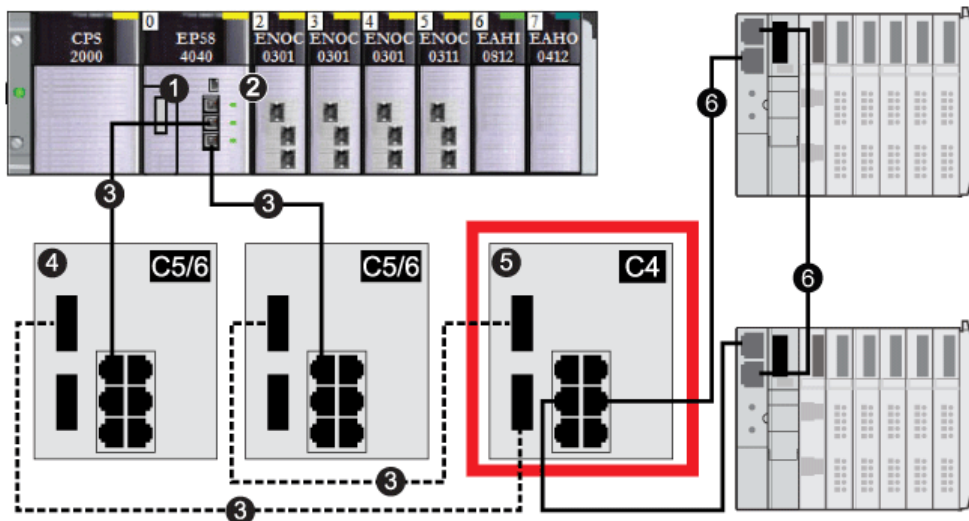 0 2 3 4 5 6 7
CPS EP58 ENOC ENOC ENOC ENOC EAHI EAHO
2000 4040 0301 0301 0301 0311 0812 0412
1 2
6
3 3
4 C5/6 C5/6 5 C4
6
3
3